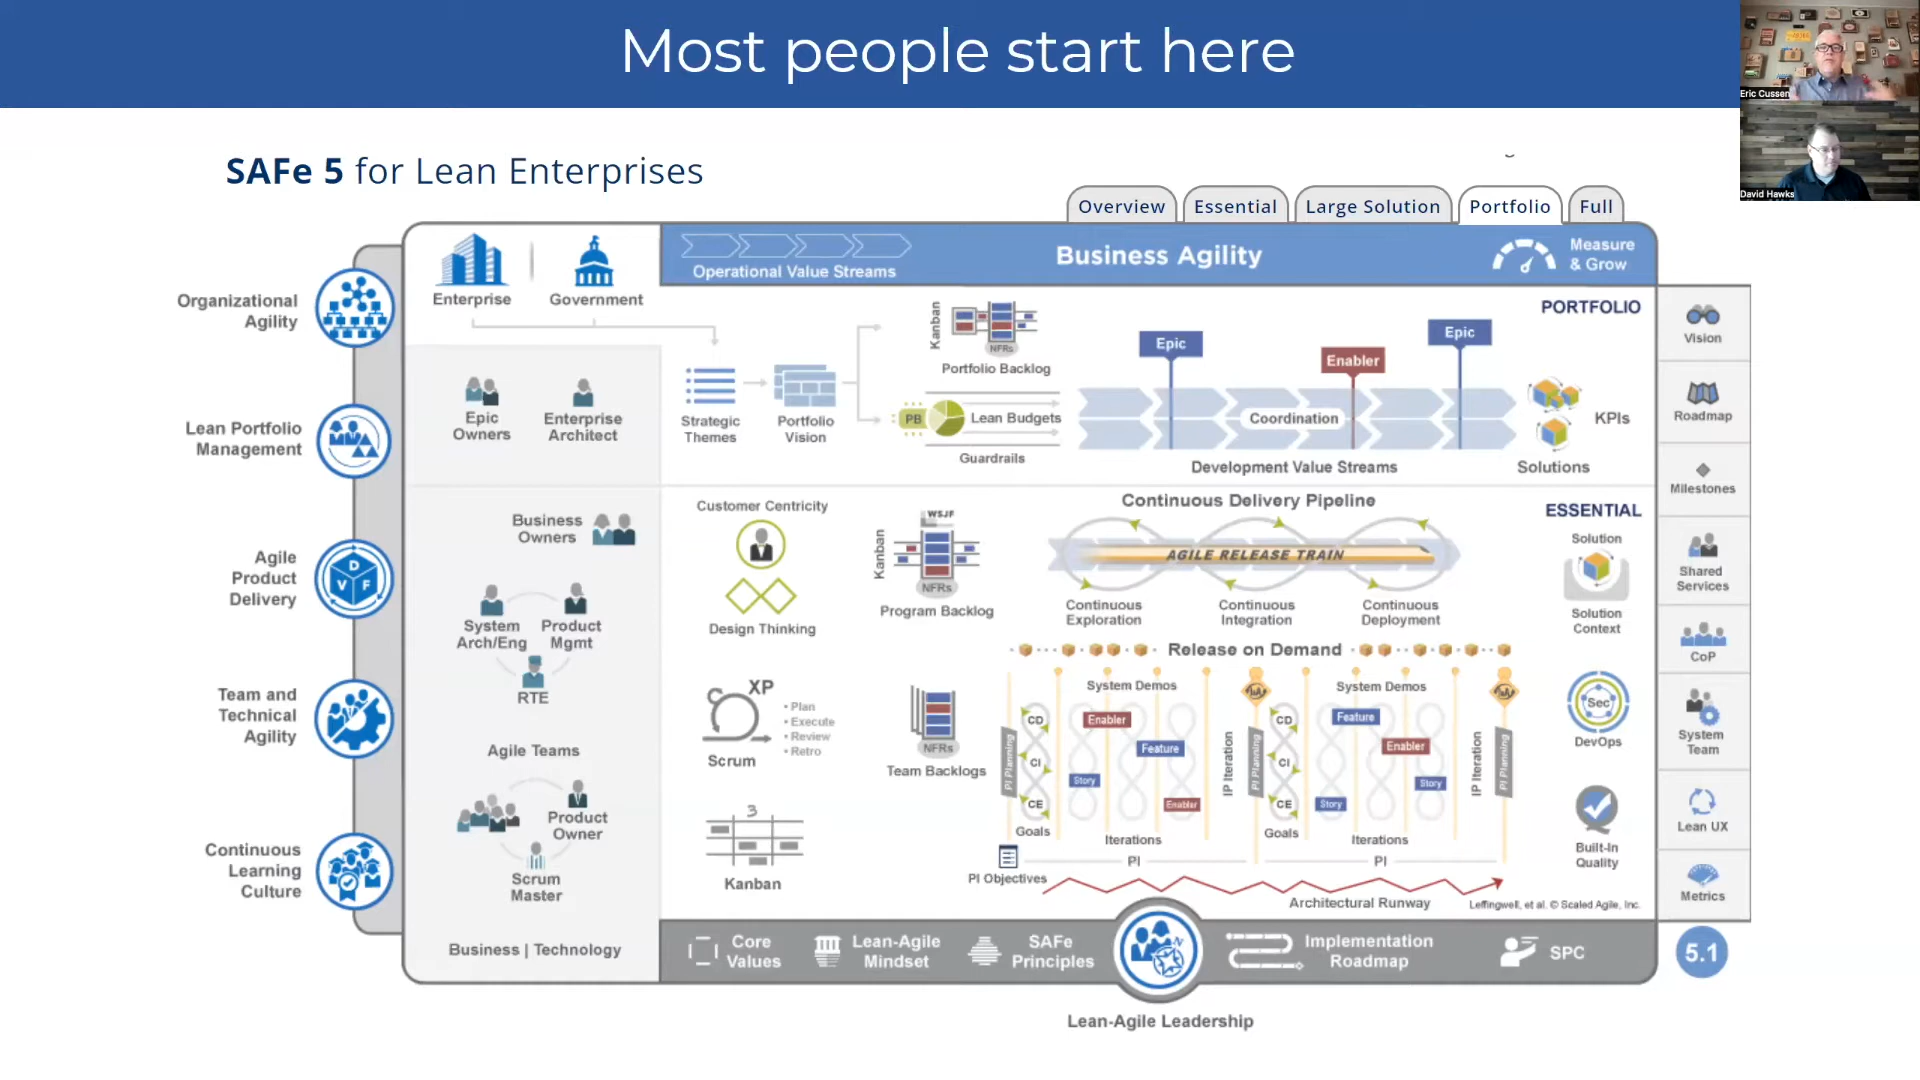 Most people start here
Eric Cussen
David Hawks
SAFe 5 for Lean Enterprises
Overview
Essential
Large Solution
Portfolio
Full
Organizational
Agility
Lean Portfolio
Management
Agile
Product
Delivery
D
V F
Team and
Technical
Agility
Continuous
Learning
Culture
Enterprise
Government
Operational Value Streams
Business Agility
Measure
& Grow
PORTFOLIO
Epic
Owners
Enterprise
Architect
Strategic
Themes
Portfolio
Vision
Kanban
NFRs
Portfolio Backlog
PB
Lean Budgets
Guardrails
Epic
Enabler
Epic
Coordination
Development Value Streams
KPIs
Solutions
Business
Owners
System
Arch/Eng
Product
Mgmt
RTE
Agile Teams
Product
Owner
Scrum
Master
Business | Technology
Customer Centricity
Design Thinking
Kanban
WSJF
NFRs
Program Backlog
Continuous Delivery Pipeline
AGILE RELEASE TRAIN
Continuous
Exploration
Continuous
Integration
Continuous
Deployment
ESSENTIAL
Solution
Solution
Context
XP
• Plan
• Execute
• Review
• Retro
Scrum
NFRs
Team Backlogs
3
Kanban
Release on Demand
System Demos
System Demos
PI Planning
CD
CI
CE
Goals
Enabler
Feature
Story
Enabler
Iterations
IP Iteration
I&A
PI Planning
CD
CI
CE
Goals
Feature
Enabler
Story
Story
Iterations
IP Iteration
I&A
PI Planning
PI
PI
PI Objectives
Architectural Runway
Sec
DevOps
Built-In
Quality
Leffingwell, et al. © Scaled Agile, Inc.
Vision
Roadmap
Milestones
Shared
Services
CoP
System
Team
Lean UX
Metrics
Core
Values
Lean-Agile
Mindset
SAFe
Principles
N
Implementation
Roadmap
SPC
5.1
Lean-Agile Leadership